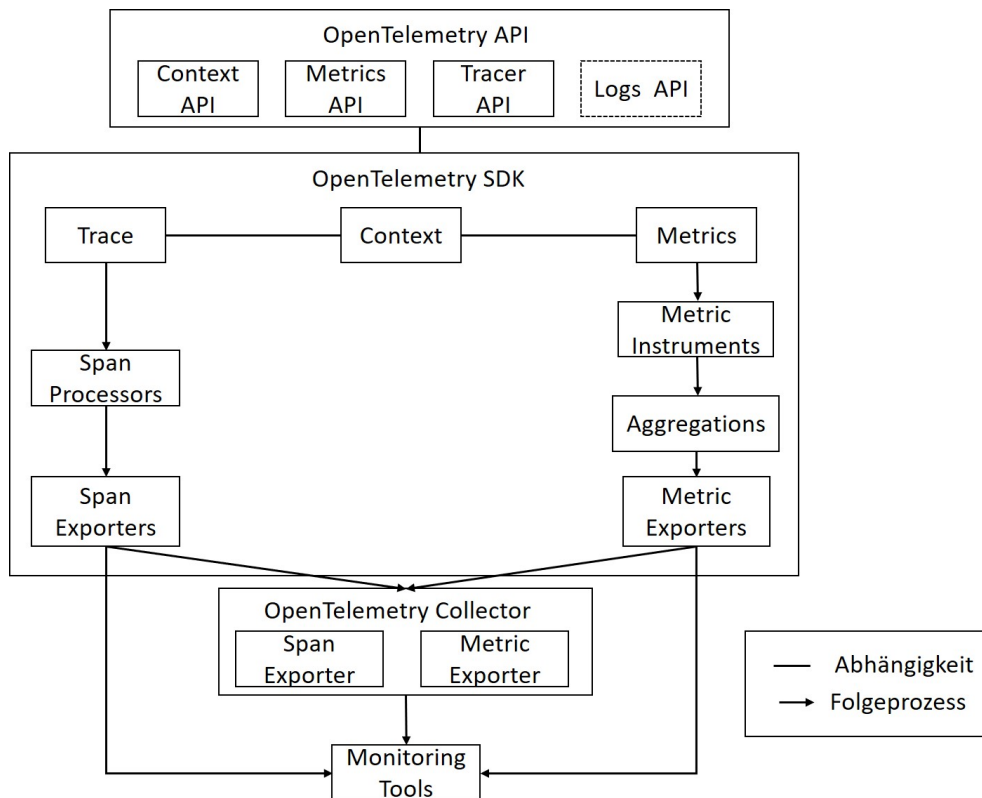 OpenTelemetry API
Context
API
Metrics
API
Tracer
API
Logs API
OpenTelemetry SDK
Trace
Context
Metrics
Metric
Instruments
Span
Processors
Aggregations
Span
Exporters
Metric
Exporters
OpenTelemetry Collector
Span
Exporter
Metric
Exporter
Abhängigkeit
Folgeprozess
Monitoring
Tools